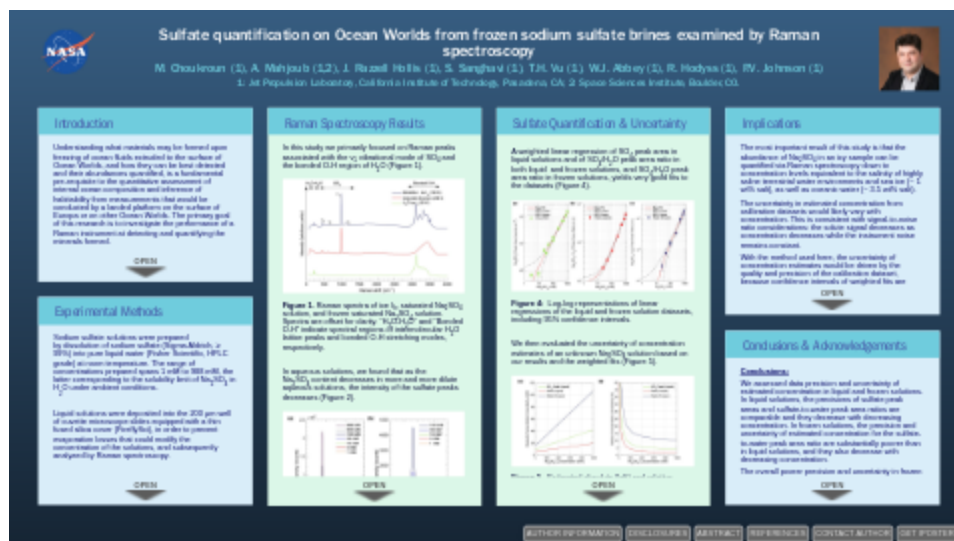 NASA
Sulfate quantification on Ocean Worlds from frozen sodium sulfate brines examined by Raman
spectroscopy
M. Choukroun (1), A. Mahjoub (1,2), J. Razzell Hollis (1), S. Sanghavi (1), T.H. Vu (1), W.J. Abbey (1), R. Hodyss (1), P.V. Johnson (1)
1: Jet Propulsion Laboratory, California Institute of Technology, Pasadena, CA; 2 Space Sciences Institute, Boulder, CO.
Introduction
Understanding what materials may be formed upon
freezing of ocean fluids extruded to the surface of
Ocean Worlds, and how they can be best detected
and their abundances quantified, is a fundamental
pre-requisite to the quantitative assessment of
internal ocean composition and inference of
habitability from measurements that would be
conducted by a landed platform on the surface of
Europa or on other Ocean Worlds. The primary goal
of this research is to investigate the performance of a
Raman instrument at detecting and quantifying the
minerals formed.
OPEN
Experimental Methods
Sodium sulfate solutions were prepared
by dissolution of sodium sulfate (Sigma-Aldrich, ≥
99%) into pure liquid water (Fisher Scientific, HPLC
grade) at room temperature. The range of
concentrations prepared spans 1 mM to
the latter corresponding to the solubility limit of Na2SO4 in
H2O under ambient conditions.
Liquid solutions were deposited into the 200 μm well
of quartz microscope slides equipped with a thin
fused silica cover (FireflySci), in order to prevent
evaporation losses that could modify the
concentration of the solutions, and subsequently
analyzed by Raman spectroscopy.
OPEN
Raman Spectroscopy Results
In this study we primarily focused on Raman peaks
associated with the ν1 vibrational mode of SO4 and
the bonded O-H region of H2O (Figure 1).
Figure 1. Raman spectra of ice Ih, saturated Na2SO4
solution, and frozen saturated Na2SO4 solution.
Spectra are offset for clarity. and "Bonded
O-H" indicate spectral regions of intermolecular H2O
lattice peaks and bonded O-H stretching modes,
respectively.
In aqueous solutions, we found that as the
Na2SO4 content decreases in more and more dilute
aqueous solutions, the intensity of the sulfate peaks
decreases (Figure 2).
OPEN
Sulfate Quantification & Uncertainty
A weighted linear regression of SO4 peak area in
liquid solutions and of SO4/H2O peak area ratio in
both liquid and frozen solutions, and SO4/H2O peak
area ratio in frozen solutions, yields very good fits to
the datasets (Figure 4).
Figure 4: Log-log representations of linear
regressions of the liquid and frozen solution datasets,
including 95% confidence intervals.
We then evaluated the uncertainty of concentration
estimates of an unknown Na2SO4 solution based on
our results and the weighted fits (Figure 5).
OPEN
Implications
The most important result of this study is that the
abundance of Na2SO4 in an icy sample can be
quantified via Raman spectroscopy down to
concentration levels equivalent to the salinity of highly
saline terrestrial water environments and sea ice (~ 1
wt% salt), as well as oceanic water (~ 3.5 wt% salt).
The uncertainty in estimated concentration from
calibration datasets would likely vary with
concentration. This is consistent with signal-to-noise
ratio considerations: the solute signal decreases as
concentration decreases while the instrument noise
remains constant.
With the method used here, the uncertainty of
concentration estimates would be driven by the
quality and precision of the calibration dataset,
because confidence intervals of weighted fits are
OPEN
Conclusions & Acknowledgements
Conclusions:
We assessed data precision and uncertainty of
estimated concentration in liquid and frozen solutions.
In liquid solutions, the precisions of sulfate peak
areas and sulfate-to-water peak area ratios are
comparable and they decrease with decreasing
concentration. In frozen solutions, the precision and
uncertainty of estimated concentration for the sulfate-
to-water peak area ratio are substantially poorer than
in liquid solutions, and they also decrease with
decreasing concentration.
The overall poorer precision and uncertainty in frozen
OPEN
AUTHOR INFORMATION
DISCLOSURES
ABSTRACT
REFERENCES
CONTACT AUTHOR
GET IPOSTER